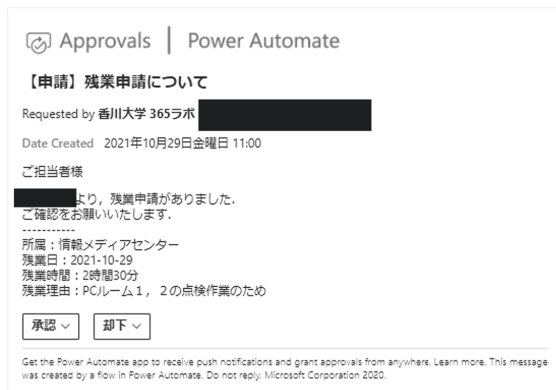 Approvals | Power Automate
【申請】残業申請について
Requested by 香川大学 365ラボ
Date Created 2021年10月29日金曜日 11:00
ご担当者様
より，残業申請がありました．
ご確認をお願いいたします．
-----------
所属：情報メディアセンター
残業日：2021-10-29
残業時間：2時間30分
残業理由：PCルーム１，２の点検作業のため
承認 却下
Get the Power Automate app to receive push notifications and grant approvals from anywhere. Learn more. This message
was created by a flow in Power Automate. Do not reply. Microsoft Corporation 2020.